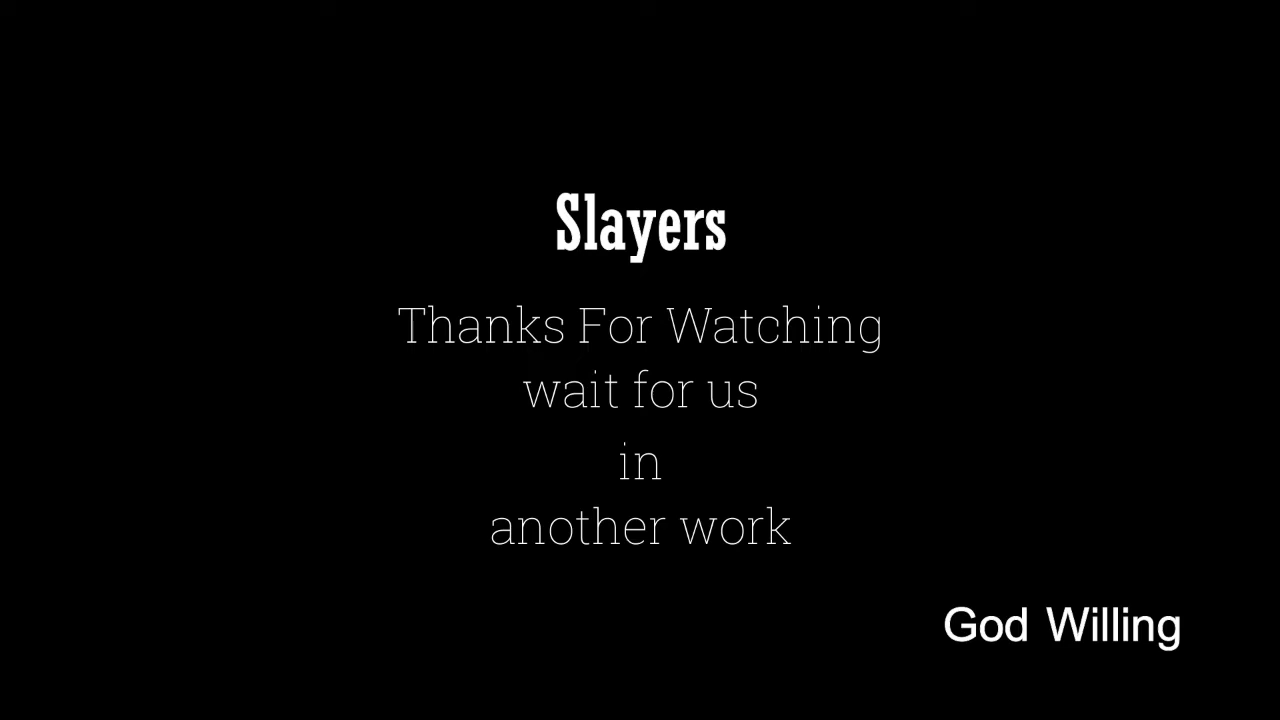 Slayers
Thanks For Watching
wait for us
in
another work
God Willing